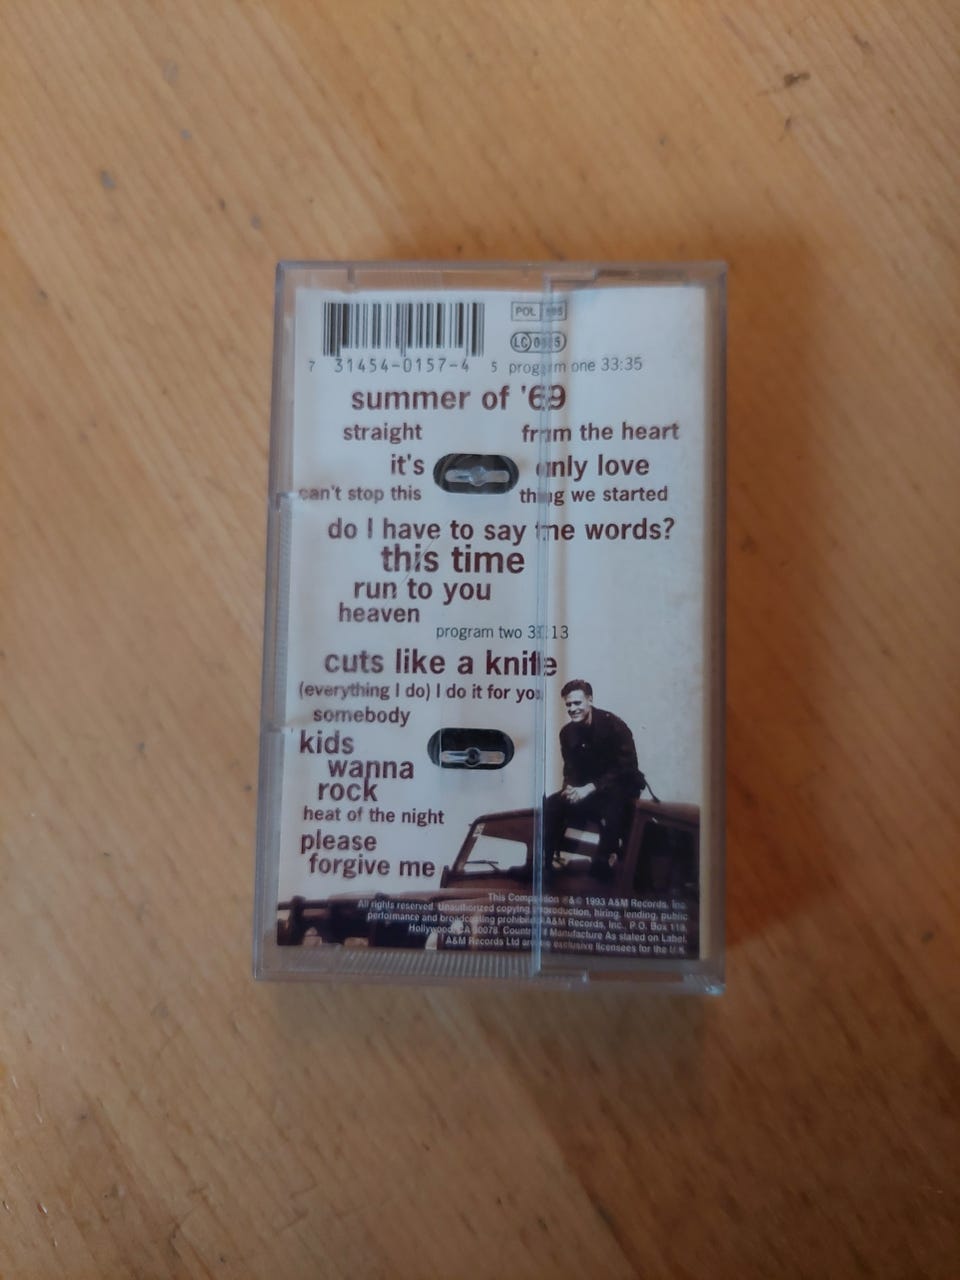 POL
7 31454-0157-4 5
program one 33:35
summer of '69
straight from the heart
it's only love
can't stop this thing we started
do I have to say the words?
this time
run to you
heaven
program two
cuts like a knife
(everything I do) I do it for you
somebody
kids
wanna
rock
heat of the night
please
forgive me
This Compilation ℗&© 1993 A&M Records, Inc.
All rights reserved. Unauthorized copying, reproduction, hiring, lending, public
performance and broadcasting prohibited. A&M Records, Inc., P.O. Box 118,
Hollywood, CA 90078. Country of Manufacture As stated on Label.
A&M Records Ltd are the exclusive licensees for the U.K.